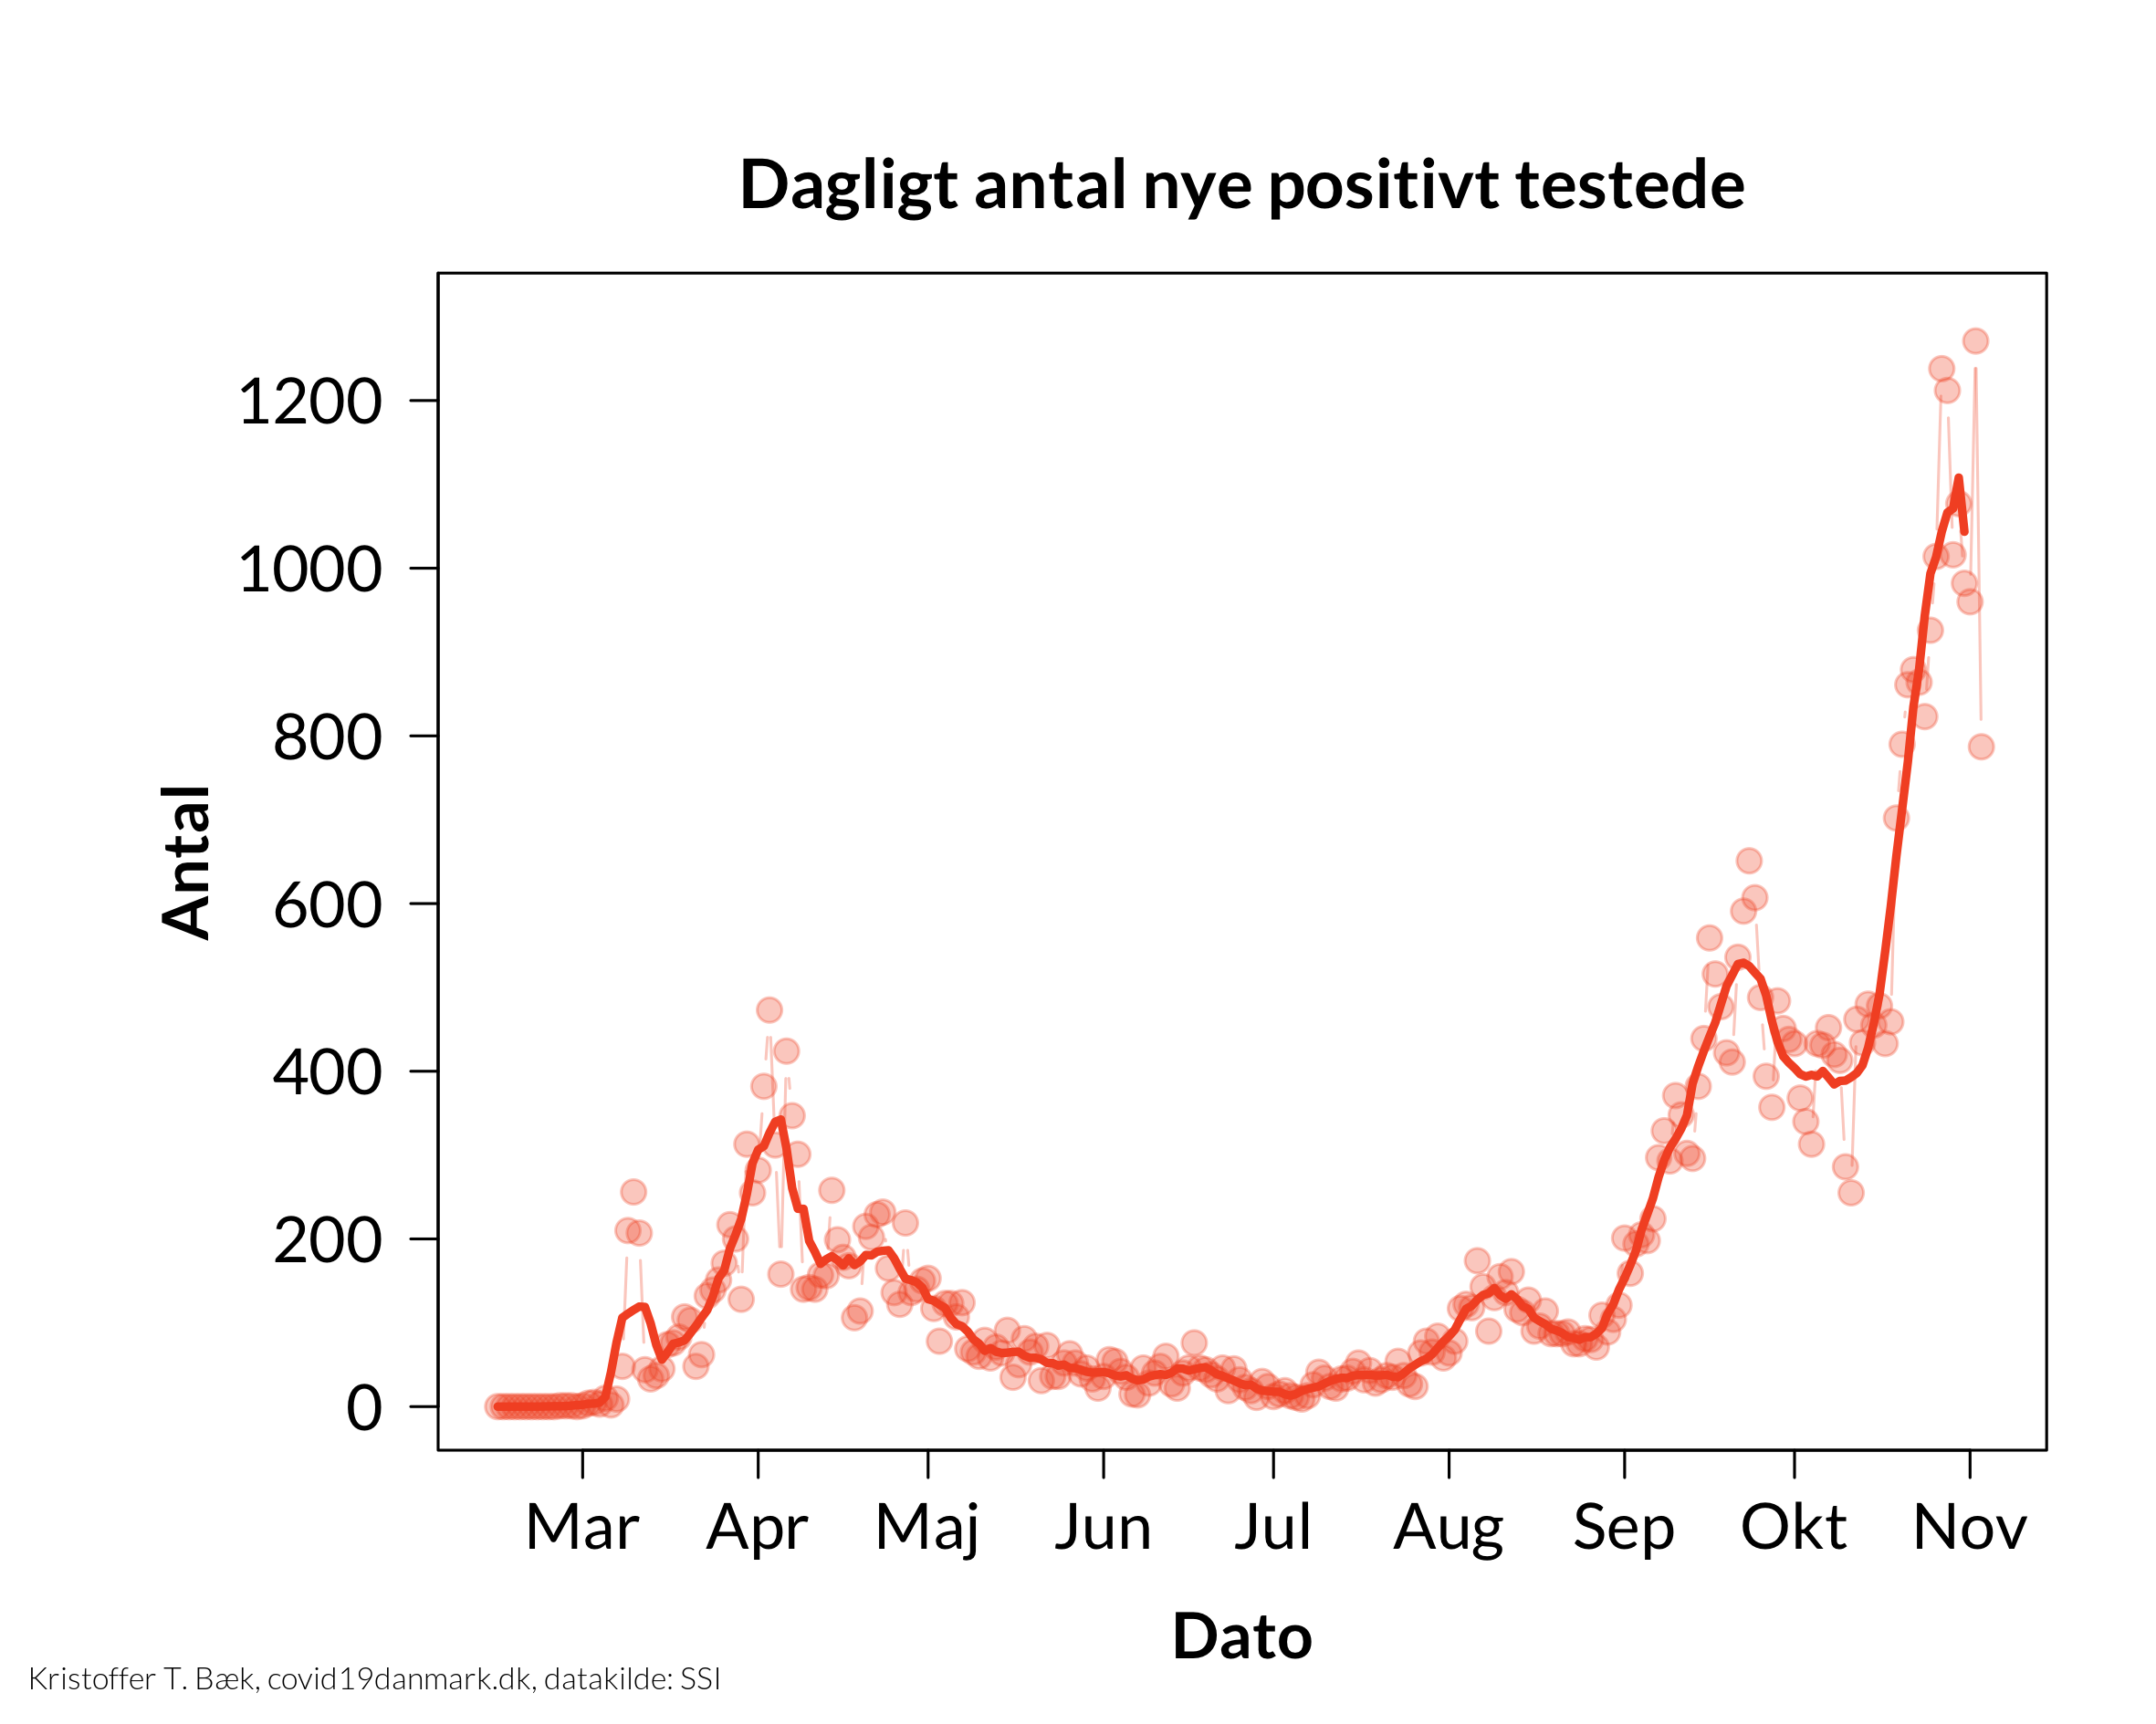 Dagligt antal nye positivt testede
Antal
1200
1000
800
600
400
200
0
Mar Apr Maj Jun Jul Aug Sep Okt Nov
Dato
Kristoffer T. Bæk, covid19danmark.dk, datakilde: SSI